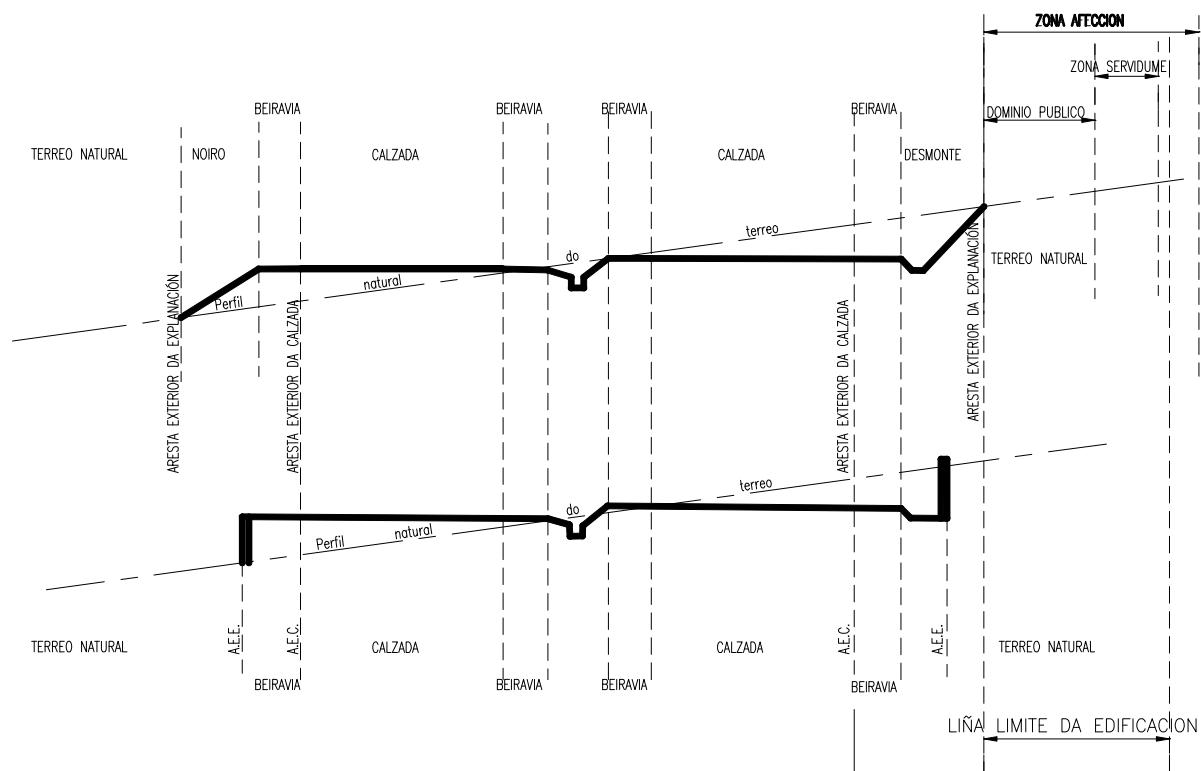 ZONA AFECCION
ZONA SERVIDUME
BEIRAVIA BEIRAVIA BEIRAVIA BEIRAVIA DOMINIO PUBLICO
TERREO NATURAL NOIRO CALZADA CALZADA DESMONTE
Perfil natural do terreo
TERREO NATURAL
ARESTA EXTERIOR DA EXPLANACIÓN
ARESTA EXTERIOR DA CALZADA
ARESTA EXTERIOR DA CALZADA
ARESTA EXTERIOR DA EXPLANACIÓN
Perfil natural do terreo
A.E.E. A.E.C. A.E.C. A.E.E.
TERREO NATURAL CALZADA CALZADA TERREO NATURAL
BEIRAVIA BEIRAVIA BEIRAVIA BEIRAVIA
LIÑA LIMITE DA EDIFICACION